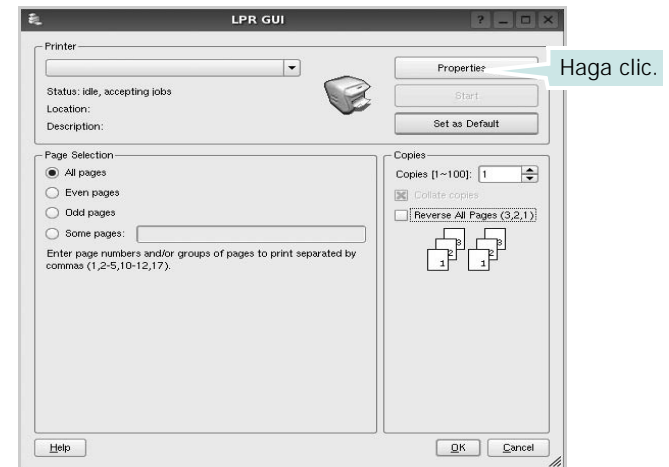 LPR GUI
Printer
Properties
Haga clic.
Status: idle, accepting jobs
Start
Location:
Description:
Set as Default
Page Selection
All pages
Even pages
Odd pages
Some pages:
Enter page numbers and/or groups of pages to print separated by
commas (1,2-5,10-12,17).
Copies
Copies [1~100]: 1
Collate copies
Reverse All Pages (3,2,1)
3 3
2 2
1 1
Help
OK
Cancel